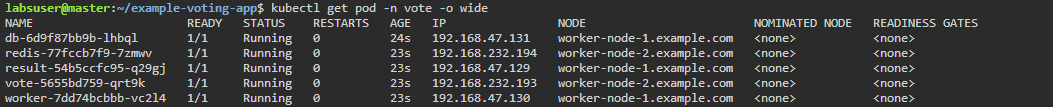 labsuser@master:~/example-voting-app$ kubectl get pod -n vote -o wide
NAME READY STATUS RESTARTS AGE IP NODE NOMINATED NODE READINESS GATES
db-6d9f87bb9b-lhbql 1/1 Running 0 24s 192.168.47.131 worker-node-1.example.com <none> <none>
redis-77fccb7f9-7zmwv 1/1 Running 0 23s 192.168.232.194 worker-node-2.example.com <none> <none>
result-54b5ccfc95-q29gj 1/1 Running 0 23s 192.168.47.129 worker-node-1.example.com <none> <none>
vote-5655bd759-qrt9k 1/1 Running 0 23s 192.168.232.193 worker-node-2.example.com <none> <none>
worker-7dd74bcbbb-vc2l4 1/1 Running 0 23s 192.168.47.130 worker-node-1.example.com <none> <none>